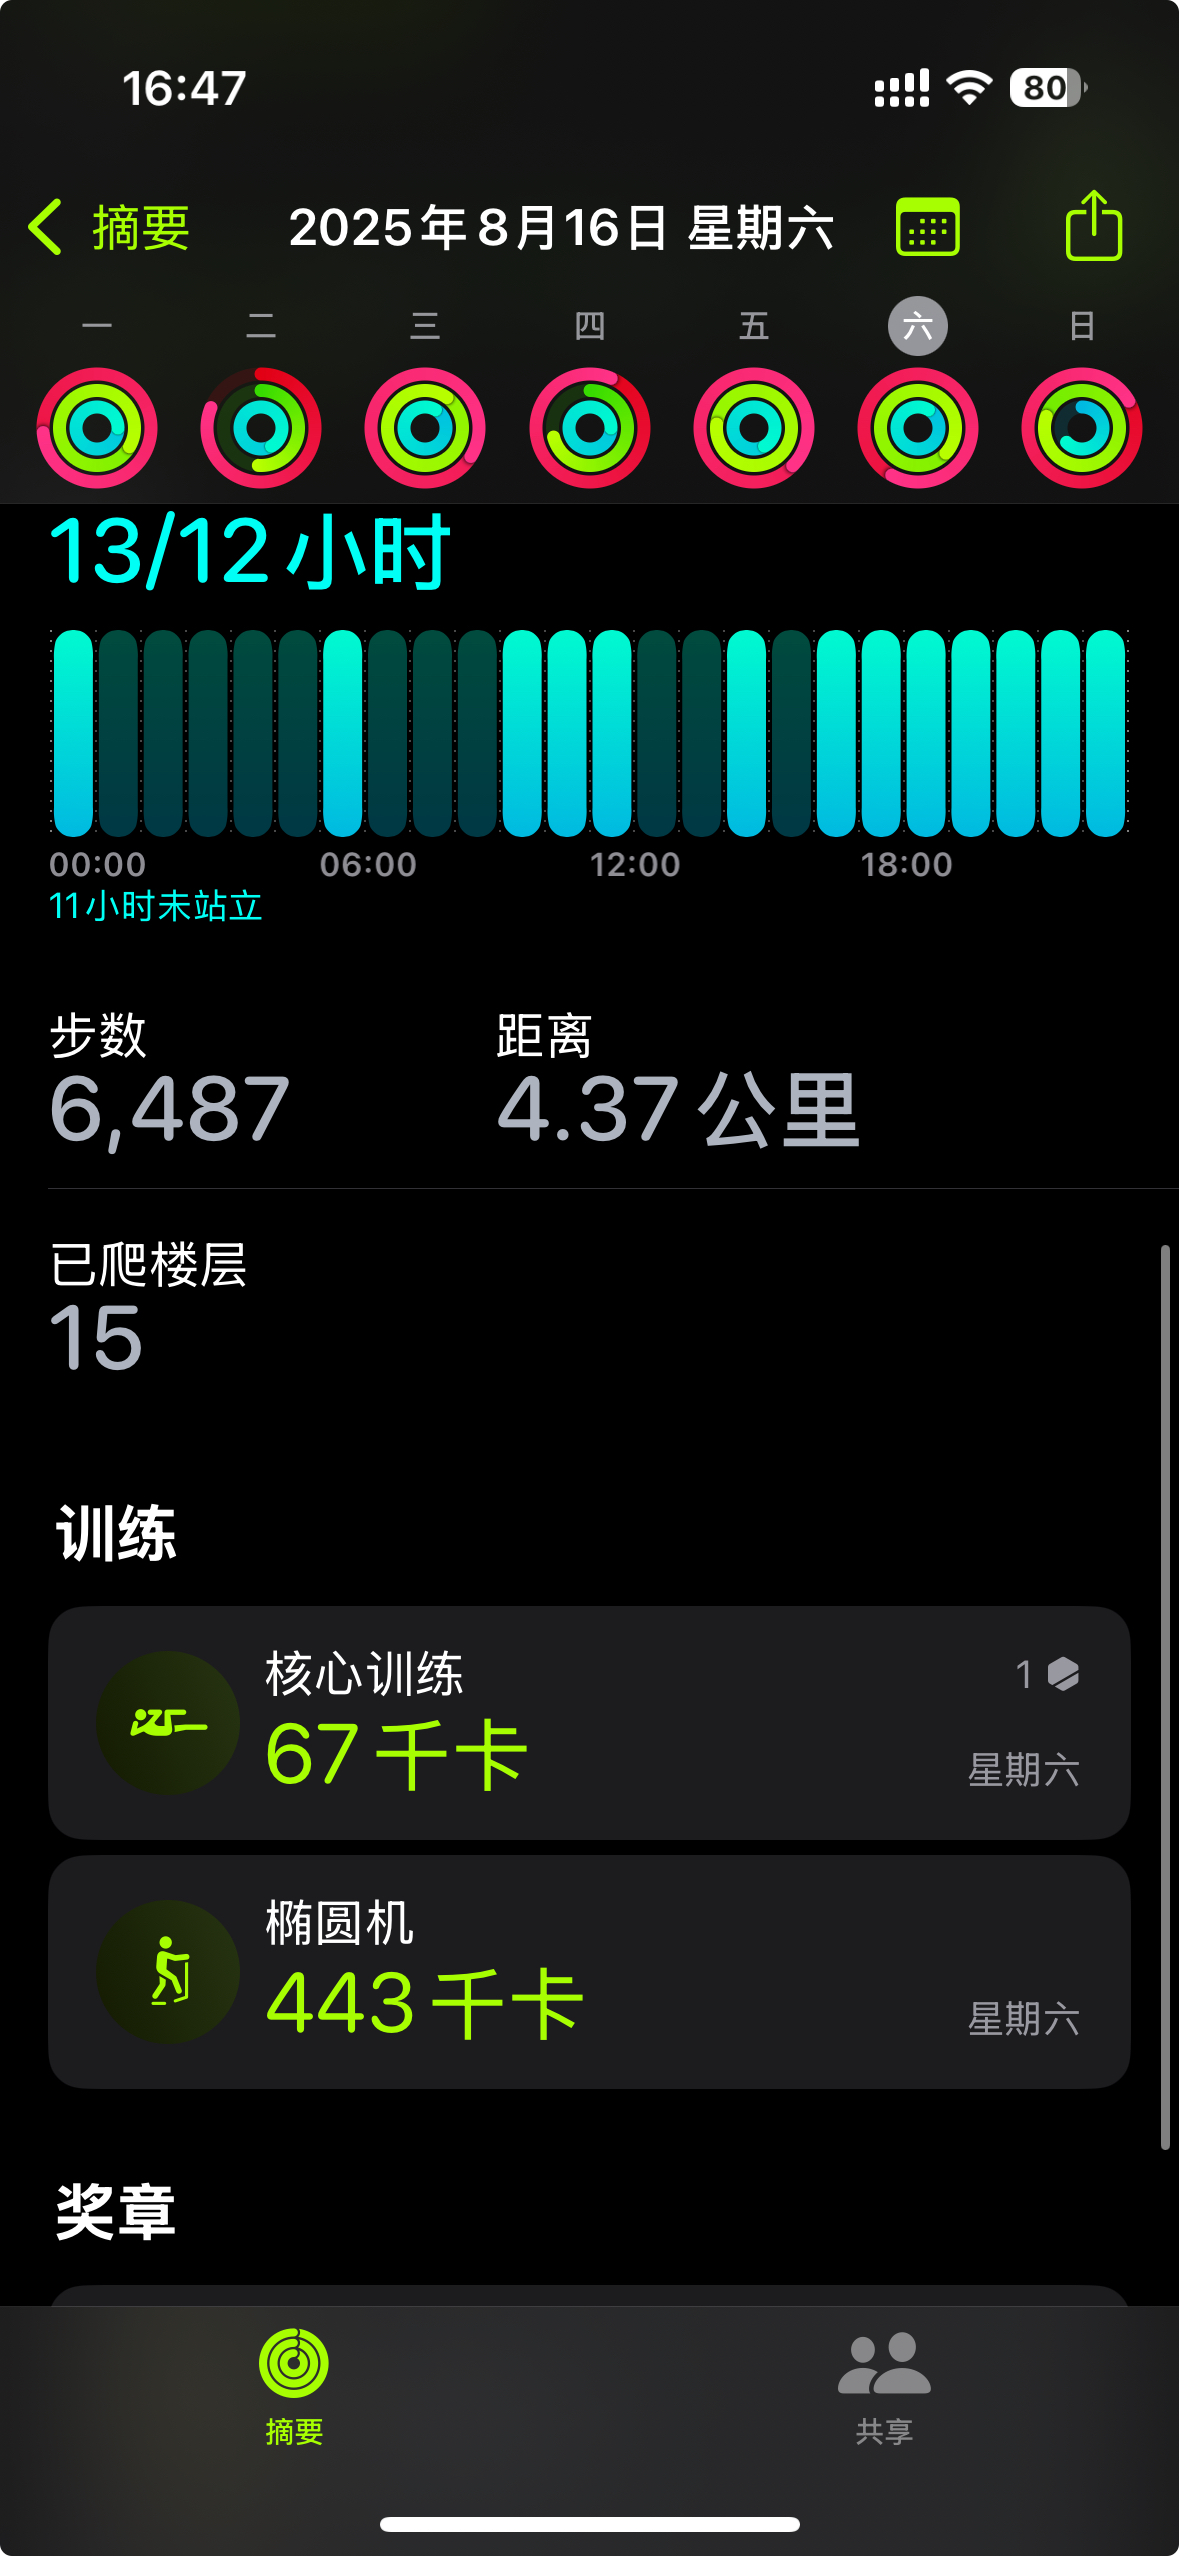 16:47
80
摘要
2025年8月16日 星期六
一 二 三 四 五 六 日
13/12小时
00:00 06:00 12:00 18:00
11小时未站立
步数 距离
6,487 4.37公里
已爬楼层
15
训练
核心训练
1
67千卡
星期六
椭圆机
443千卡
星期六
奖章
摘要 共享